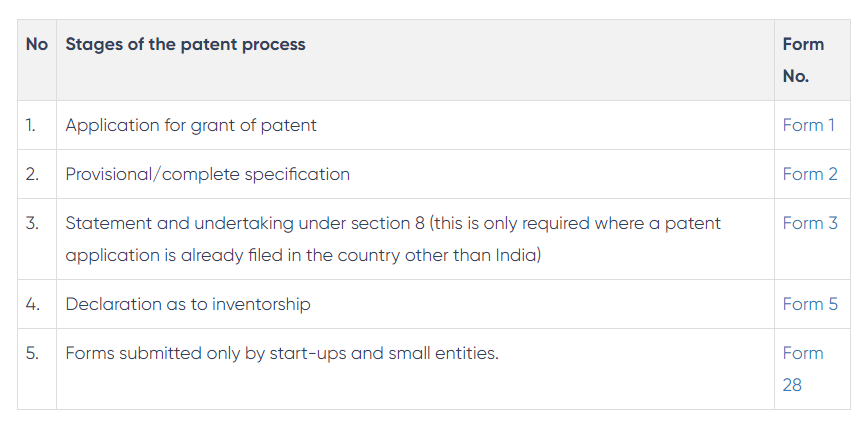 No Stages of the patent process Form
No.
1. Application for grant of patent Form 1
2. Provisional/complete specification Form 2
3. Statement and undertaking under section 8 (this is only required where a patent Form 3
application is already filed in the country other than India)
4. Declaration as to inventorship Form 5
5. Forms submitted only by start-ups and small entities. Form
28